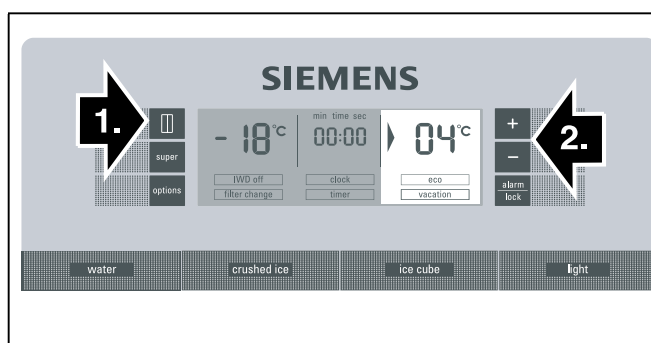 SIEMENS
1.
super
options
- 18°C
min time sec
00:00
04°C
IWD off
clock
eco
filter change
timer
vacation
+
-
2.
alarm
lock
water
crushed ice
ice cube
light